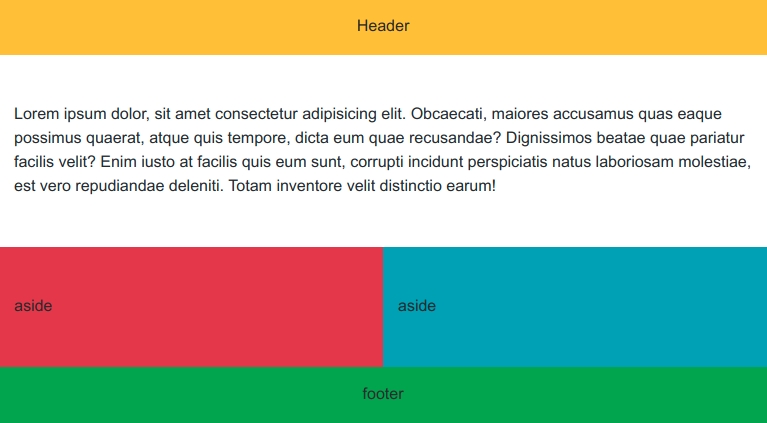 Header
Lorem ipsum dolor, sit amet consectetur adipisicing elit. Obcaecati, maiores accusamus quas eaque
possimus quaerat, atque quis tempore, dicta eum quae recusandae? Dignissimos beatae quae pariatur
facilis velit? Enim iusto at facilis quis eum sunt, corrupti incidunt perspiciatis natus laboriosam molestiae,
est vero repudiandae deleniti. Totam inventore velit distinctio earum!
aside aside
footer